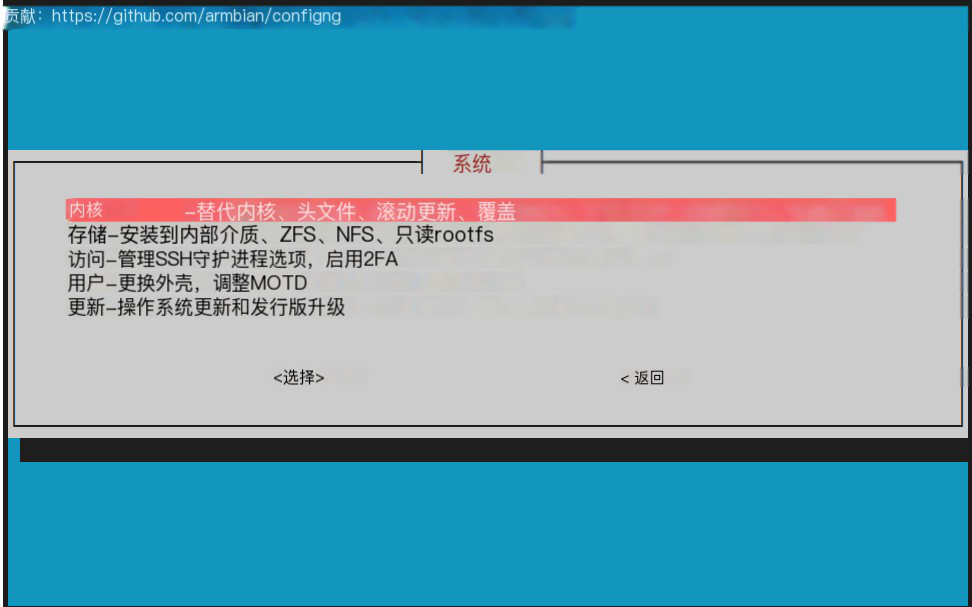 贡献：https://github.com/armbian/configng
系统
内核 –替代内核、头文件、滚动更新、覆盖
存储–安装到内部介质、ZFS、NFS、只读rootfs
访问–管理SSH守护进程选项，启用2FA
用户–更换外壳，调整MOTD
更新–操作系统更新和发行版升级
<选择> < 返回